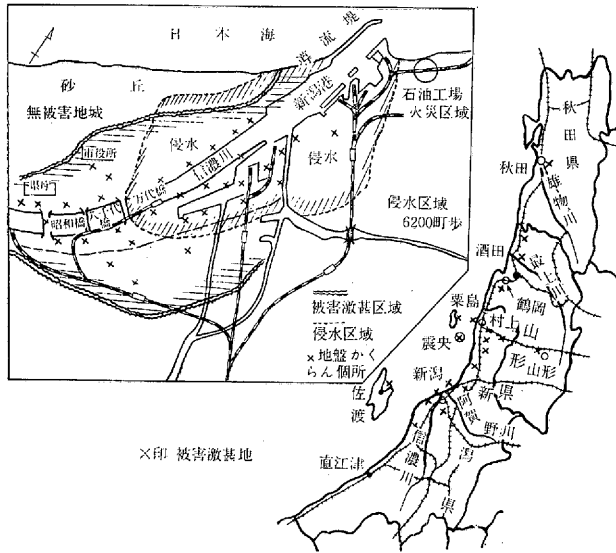 日本海
導流堤
砂丘
無被害地域
新潟港
石油工場
火災区域
市役所
浸水
信濃川
浸水
県庁
昭和橋
八千代橋
万代橋
浸水区域
6200町歩
被害激甚区域
浸水区域
×地盤かく
らん個所
×印 被害激甚地
秋田県
秋田
雄物川
酒田
最上川
鶴岡
粟島
村上
山形
山形県
震央
新潟
佐渡
阿賀野川
新潟県
信濃川
直江津